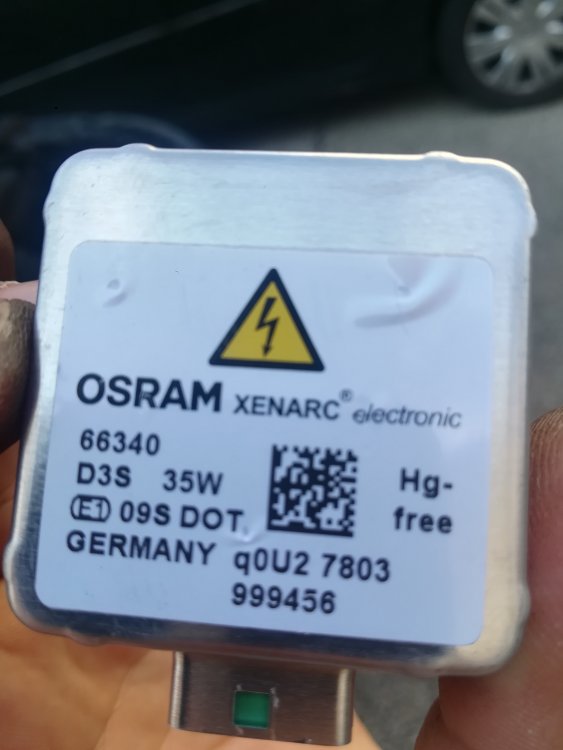 OSRAM XENARC® electronic
66340
D3S 35W
Hg-
free
E1 09S DOT
GERMANY q0U2 7803
999456